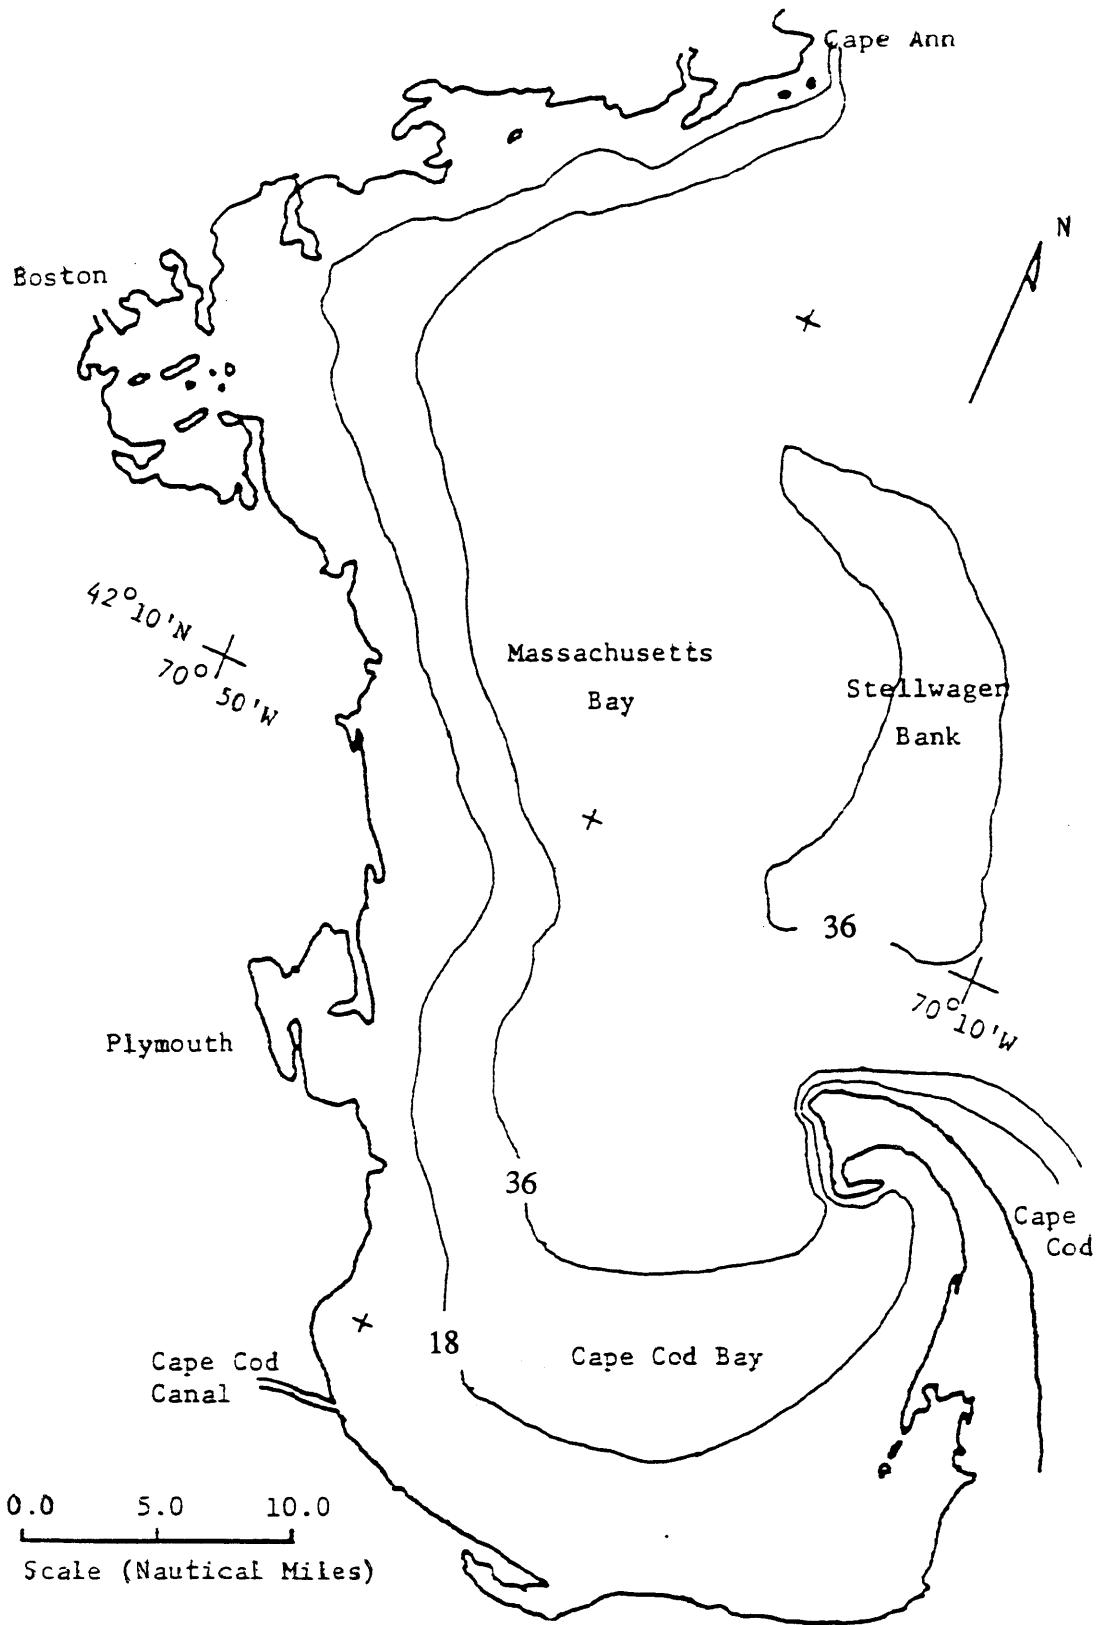 Cape Ann
N
Boston
42°10'N
70°50'W
Massachusetts
Bay
Stellwagen
Bank
36
70°10'W
Plymouth
36
Cape
Cod
18
Cape Cod Bay
Cape Cod
Canal
0.0 5.0 10.0
Scale (Nautical Miles)